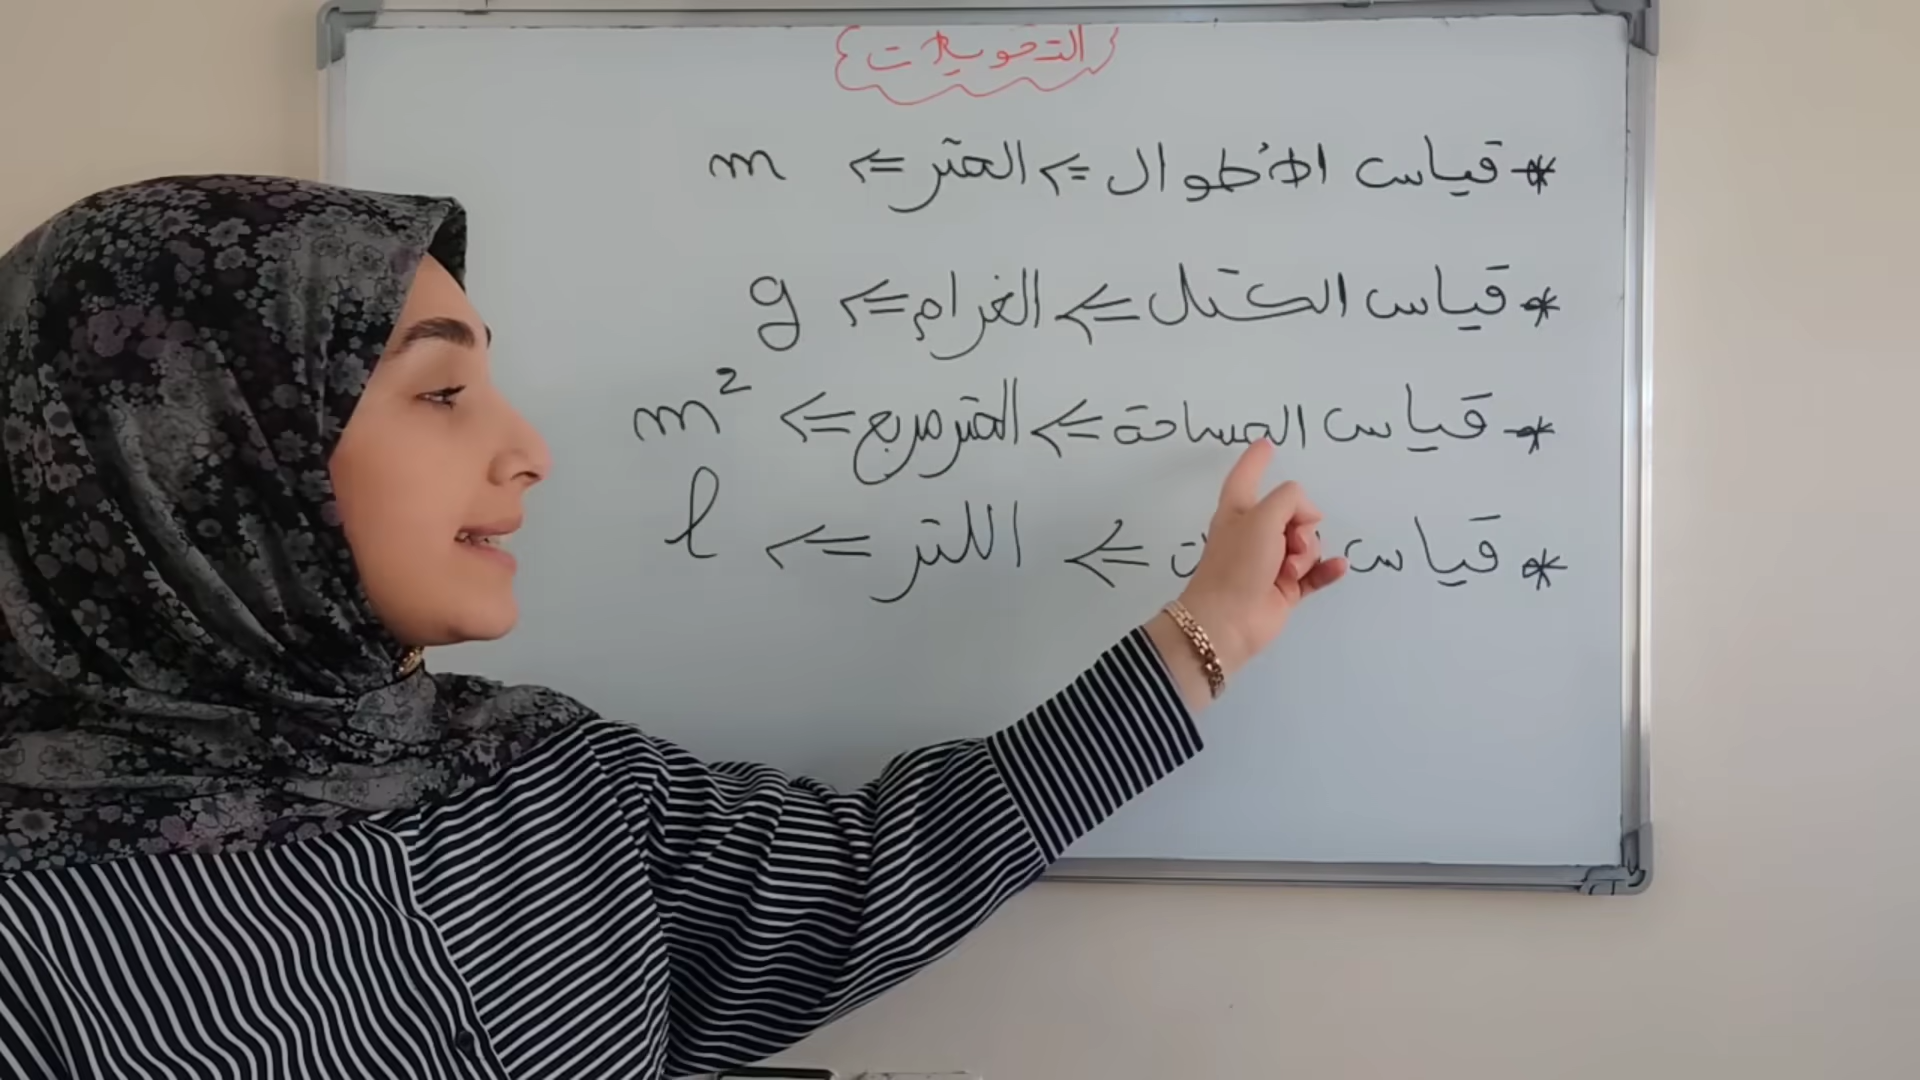 التحويلات
* قياس الأطوال => المتر => m
* قياس الكتل => الغرام => g
* قياس المساحة => المتر مربع => m²
* قياس => اللتر => l